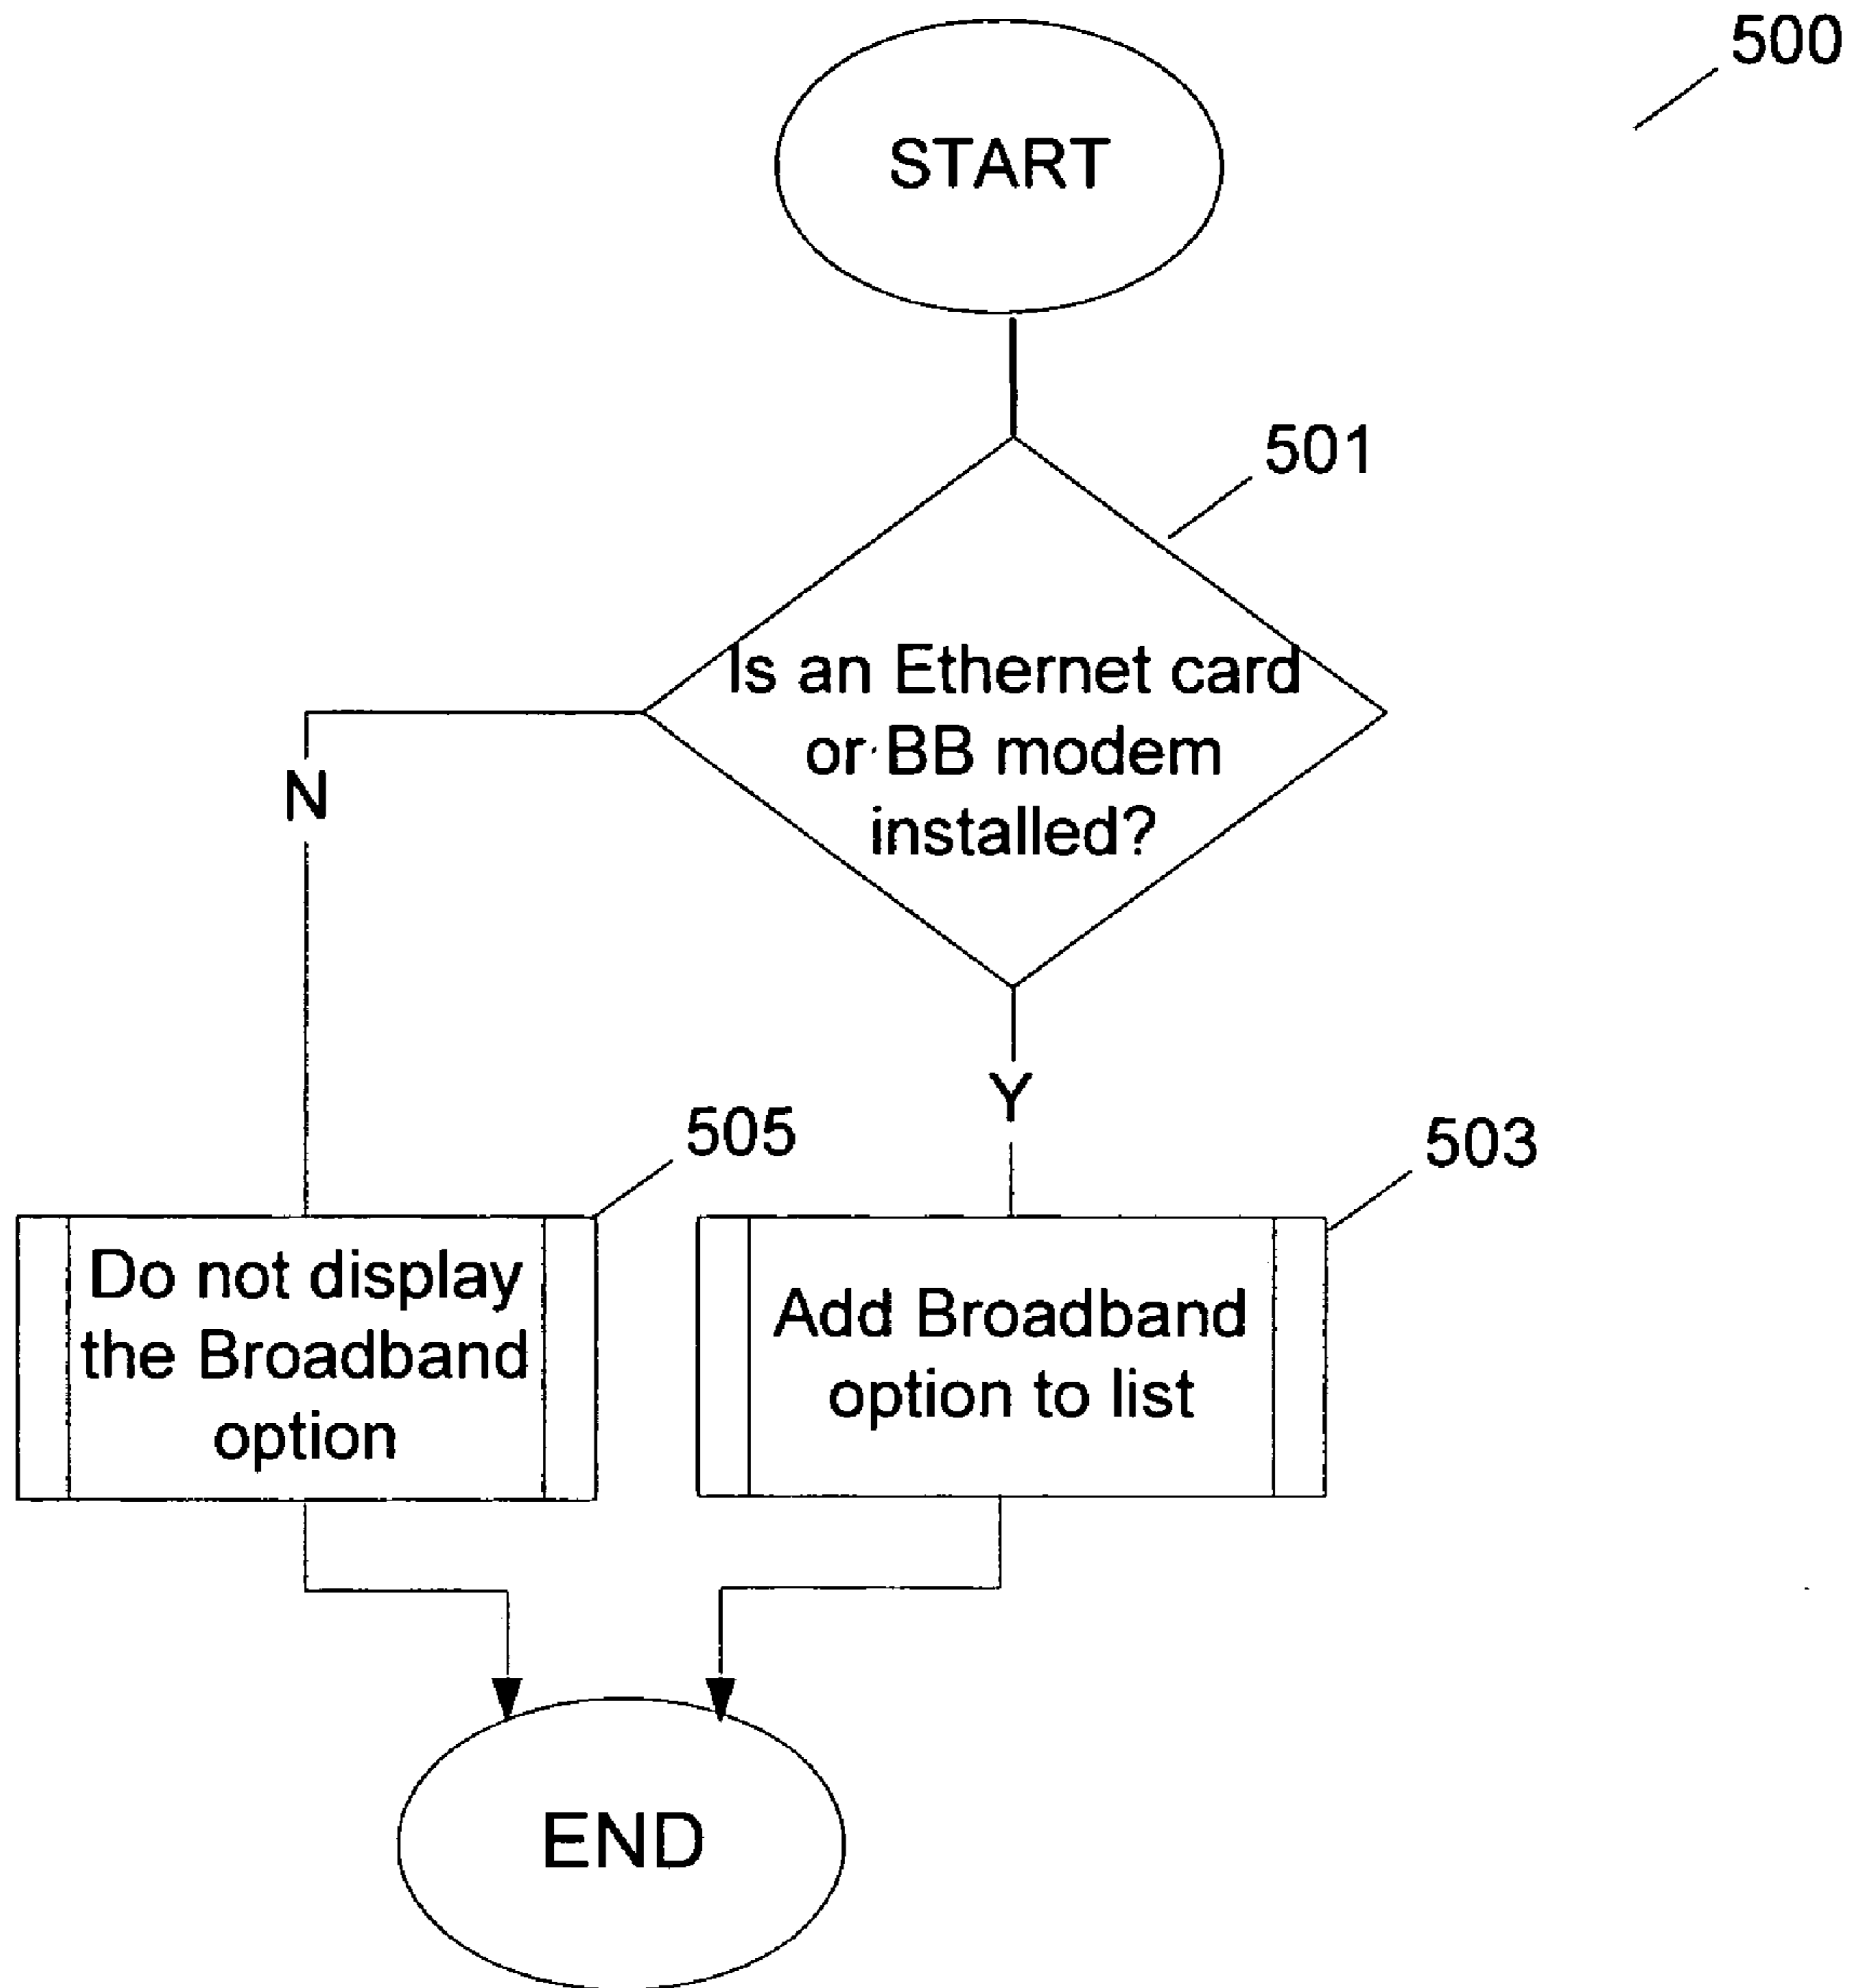 500
START
501
Is an Ethernet card
or BB modem
installed?
N
Y
505
503
Do not display
the Broadband
option
Add Broadband
option to list
END